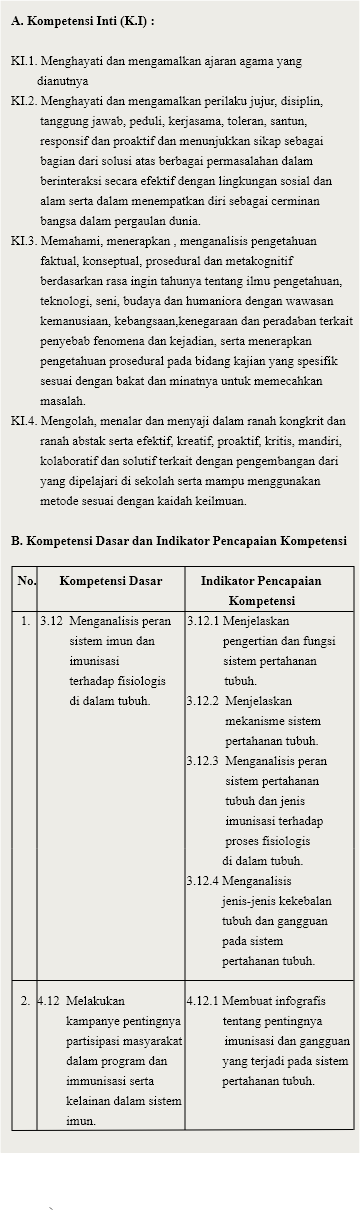 A. Kompetensi Inti (K.I) :
KI.1. Menghayati dan mengamalkan ajaran agama yang
dianutnya
KI.2. Menghayati dan mengamalkan perilaku jujur, disiplin,
tanggung jawab, peduli, kerjasama, toleran, santun,
responsif dan proaktif dan menunjukkan sikap sebagai
bagian dari solusi atas berbagai permasalahan dalam
berinteraksi secara efektif dengan lingkungan sosial dan
alam serta dalam menempatkan diri sebagai cerminan
bangsa dalam pergaulan dunia.
KI.3. Memahami, menerapkan , menganalisis pengetahuan
faktual, konseptual, prosedural dan metakognitif
berdasarkan rasa ingin tahunya tentang ilmu pengetahuan,
teknologi, seni, budaya dan humaniora dengan wawasan
kemanusiaan, kebangsaan,kenegaraan dan peradaban terkait
penyebab fenomena dan kejadian, serta menerapkan
pengetahuan prosedural pada bidang kajian yang spesifik
sesuai dengan bakat dan minatnya untuk memecahkan
masalah.
KI.4. Mengolah, menalar dan menyaji dalam ranah kongkrit dan
ranah abstak serta efektif, kreatif, proaktif, kritis, mandiri,
kolaboratif dan solutif terkait dengan pengembangan dari
yang dipelajari di sekolah serta mampu menggunakan
metode sesuai dengan kaidah keilmuan.
B. Kompetensi Dasar dan Indikator Pencapaian Kompetensi
No.
Kompetensi Dasar
Indikator Pencapaian
Kompetensi
1.
3.12 Menganalisis peran
sistem imun dan
imunisasi
terhadap fisiologis
di dalam tubuh.
3.12.1 Menjelaskan
pengertian dan fungsi
sistem pertahanan
tubuh.
3.12.2 Menjelaskan
mekanisme sistem
pertahanan tubuh.
3.12.3 Menganalisis peran
sistem pertahanan
tubuh dan jenis
imunisasi terhadap
proses fisiologis
di dalam tubuh.
3.12.4 Menganalisis
jenis-jenis kekebalan
tubuh dan gangguan
pada sistem
pertahanan tubuh.
2.
4.12 Melakukan
kampanye pentingnya
partisipasi masyarakat
dalam program dan
immunisasi serta
kelainan dalam sistem
imun.
4.12.1 Membuat infografis
tentang pentingnya
imunisasi dan gangguan
yang terjadi pada sistem
pertahanan tubuh.